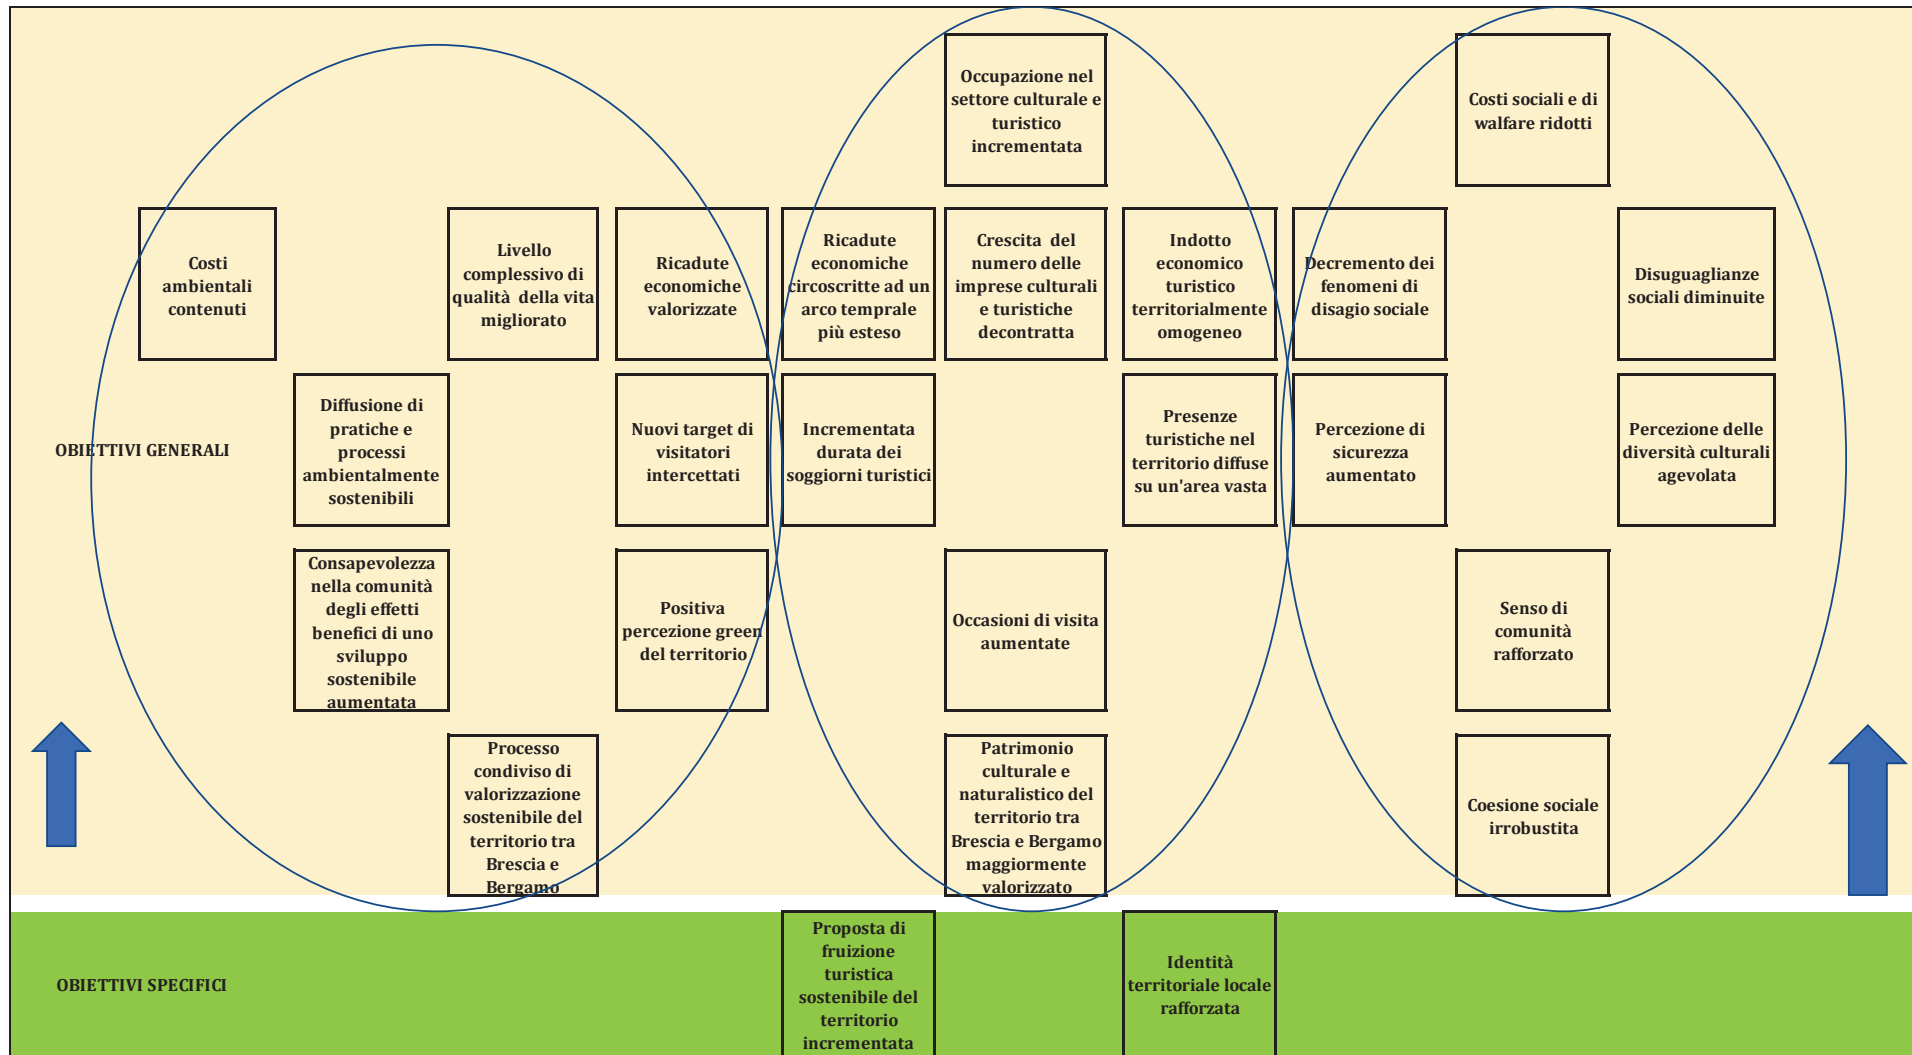 Occupazione nel
settore culturale e
turistico
incrementata
Costi sociali e di
walfare ridotti
Costi
ambientali
contenuti
Livello
complessivo di
qualità della vita
migliorato
Ricadute
economiche
valorizzate
Ricadute
economiche
circoscritte ad un
arco temprale
più esteso
Crescita del
numero delle
imprese culturali
e turistiche
decontratta
Indotto
economico
turistico
territorialmente
omogeneo
Decremento dei
fenomeni di
disagio sociale
Disuguaglianze
sociali diminuite
OBIETTIVI GENERALI
Diffusione di
pratiche e
processi
ambientalmente
sostenibili
Nuovi target di
visitatori
intercettati
Incrementata
durata dei
soggiorni turistici
Presenze
turistiche nel
territorio diffuse
su un'area vasta
Percezione di
sicurezza
aumentato
Percezione delle
diversità culturali
agevolata
Consapevolezza
nella comunità
degli effetti
benefici di uno
sviluppo
sostenibile
aumentata
Positiva
percezione green
del territorio
Occasioni di visita
aumentate
Senso di
comunità
rafforzato
Processo
condiviso di
valorizzazione
sostenibile del
territorio tra
Brescia e
Bergamo
Patrimonio
culturale e
naturalistico del
territorio tra
Brescia e Bergamo
maggiormente
valorizzato
Coesione sociale
irrobustita
OBIETTIVI SPECIFICI
Proposta di
fruizione
turistica
sostenibile del
territorio
incrementata
Identità
territoriale locale
rafforzata